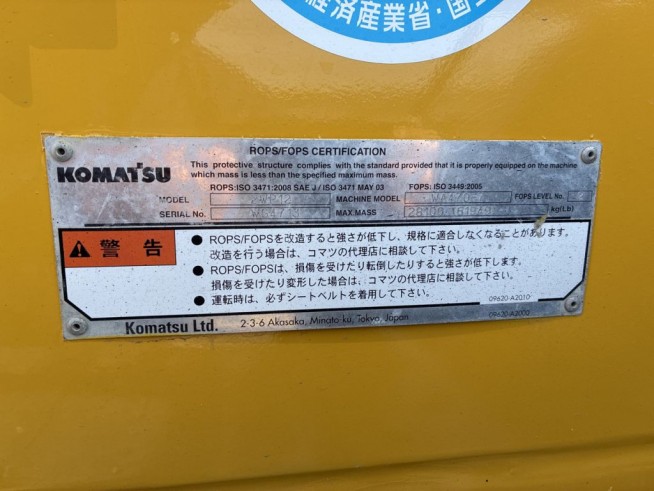 経済産業省・国土
ROPS/FOPS CERTIFICATION
KOMATSU
This protective structure complies with the standard provided that it is properly equipped on the machine
which mass is less than the specified maximum mass.
ROPS:ISO 3471:2008 SAE J / ISO 3471 MAY 03 FOPS: ISO 3449:2005
MODEL MACHINE MODEL FOPS LEVEL No.
SERIAL No. MAX MASS kg(Lb)
警告
● ROPS/FOPSを改造すると強さが低下し、規格に適合しなくなることがあります。
改造を行う場合は、コマツの代理店に相談して下さい。
● ROPS/FOPSは、損傷を受けたり転倒したりすると強さが低下します。
損傷を受けたり変形した場合は、コマツの代理店に相談して下さい。
● 運転時は、必ずシートベルトを着用して下さい。
09620-A2010
Komatsu Ltd. 2-3-6 Akasaka, Minato-ku, Tokyo, Japan 09620-A2000